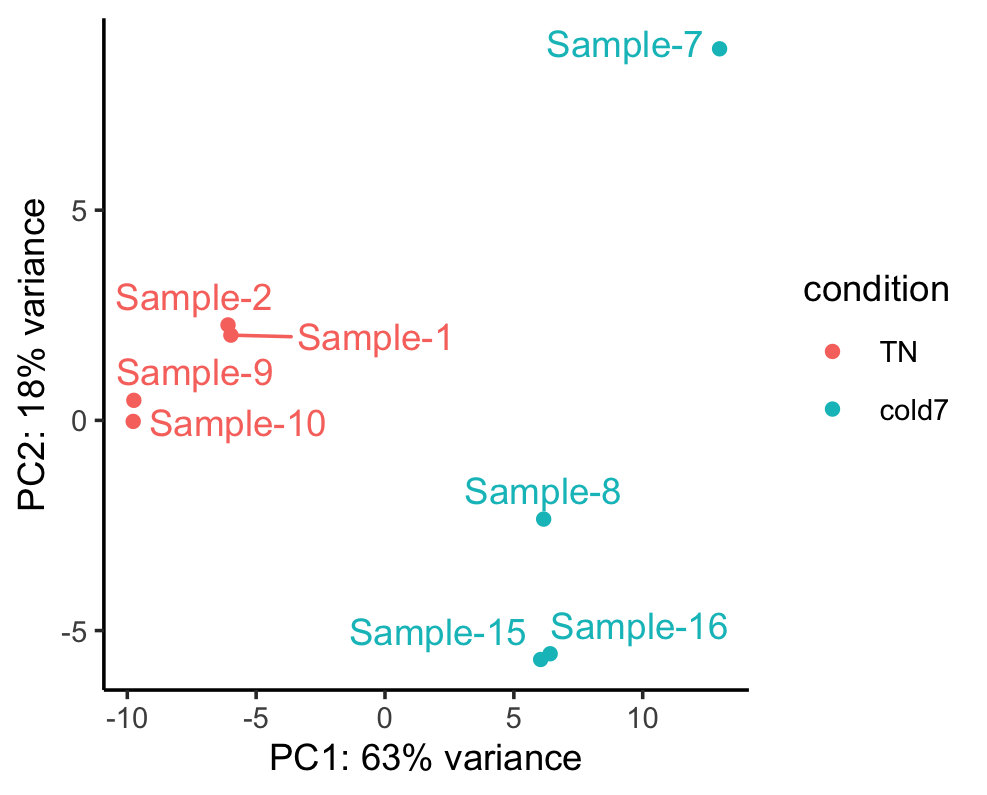 Sample-7
5
Sample-2
Sample-1
Sample-9
0
Sample-10
Sample-8
-5
Sample-15
Sample-16
-10
-5
0
5
10
PC1: 63% variance
PC2: 18% variance
condition
TN
cold7